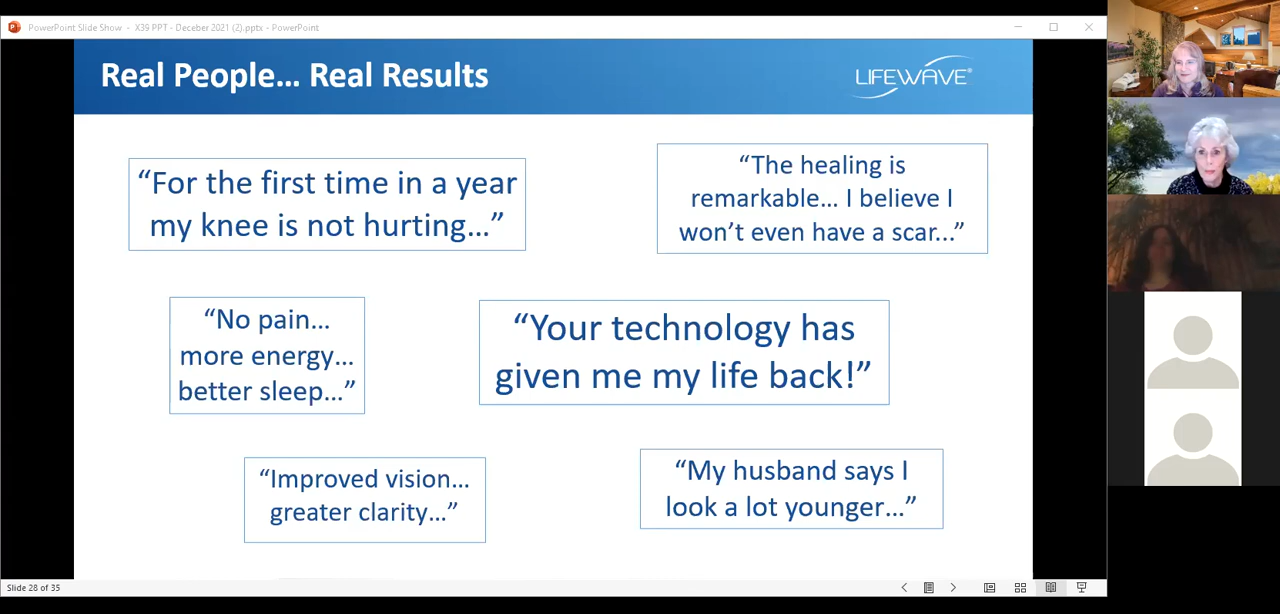 PowerPoint Slide Show - X39 PPT - Deceber 2021 (2).pptx - PowerPoint
Real People... Real Results
LIFEWAVE®
“For the first time in a year
my knee is not hurting...”
“The healing is
remarkable... I believe I
won’t even have a scar...”
“No pain...
more energy...
better sleep...”
“Your technology has
given me my life back!”
“Improved vision...
greater clarity...”
“My husband says I
look a lot younger...”
Slide 28 of 35